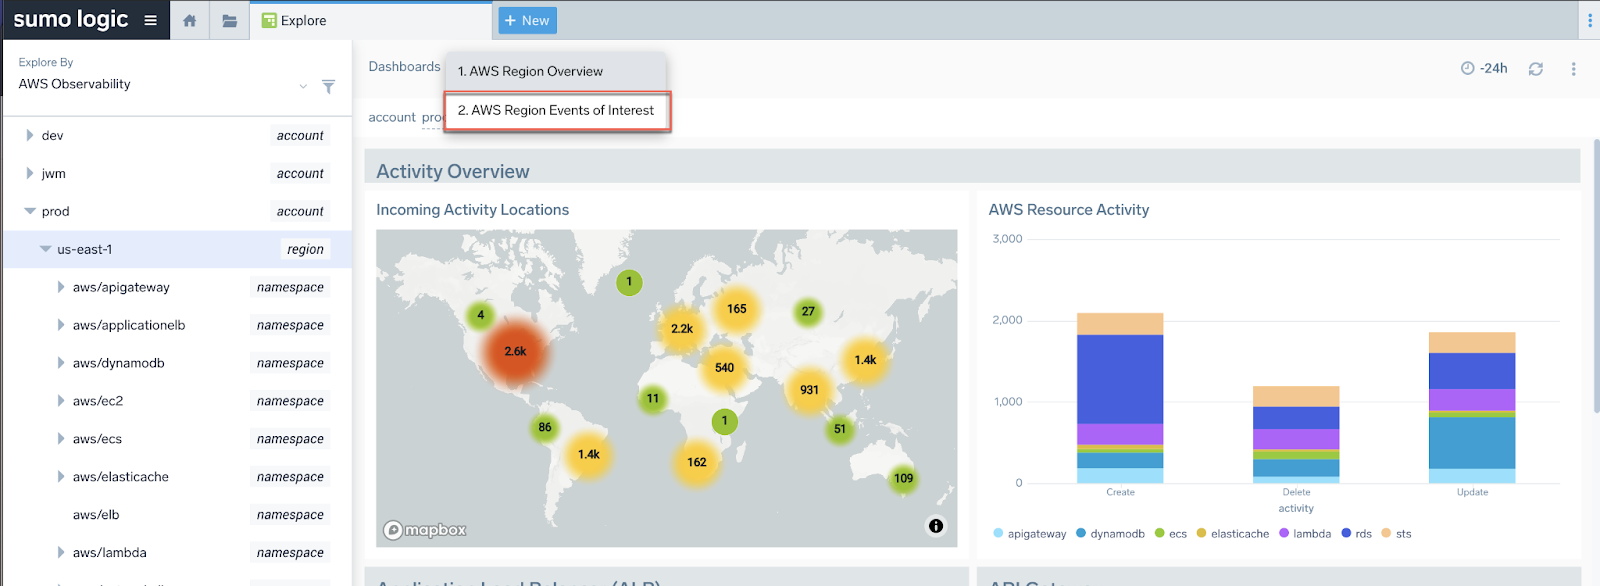 sumo logic
Explore
+ New
Explore By
AWS Observability
dev account
jwm account
prod account
us-east-1 region
aws/apigateway namespace
aws/applicationelb namespace
aws/dynamodb namespace
aws/ec2 namespace
aws/ecs namespace
aws/elasticache namespace
aws/elb namespace
aws/lambda namespace
Dashboards
1. AWS Region Overview
2. AWS Region Events of Interest
-24h
account
Activity Overview
Incoming Activity Locations
1
4
165
27
2.2k
2.6k
540
1.4k
931
11
1
86
51
1.4k
162
109
mapbox
AWS Resource Activity
3,000
2,000
1,000
0
Create Delete Update
activity
apigateway dynamodb ecs elasticache lambda rds sts